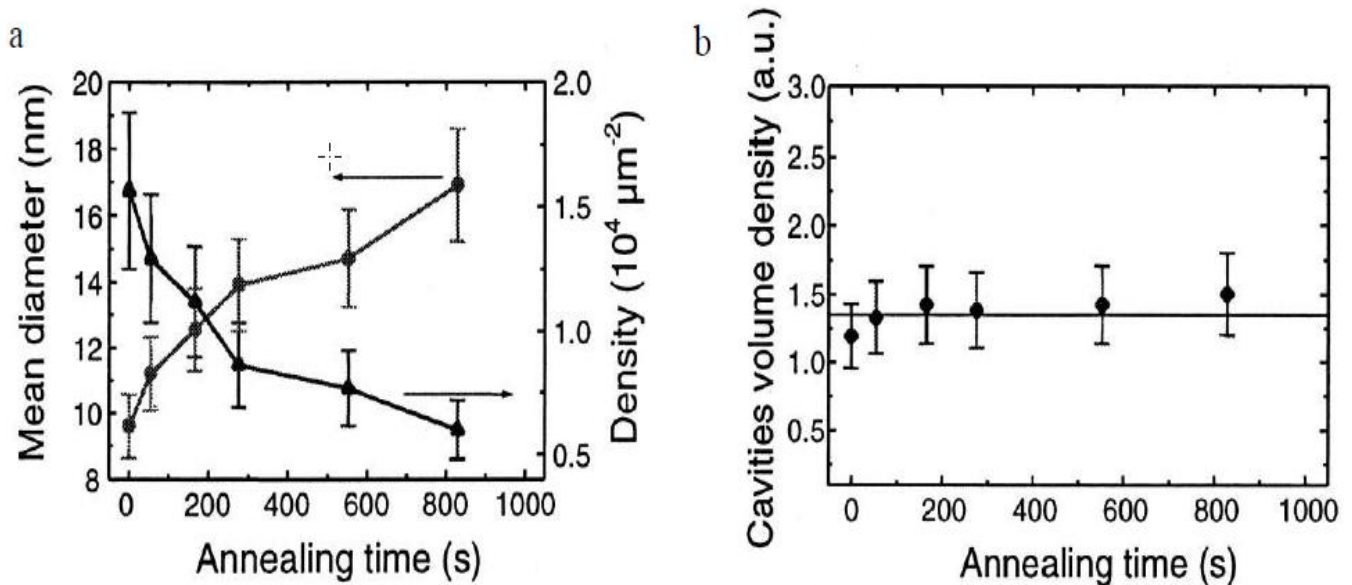 a
Mean diameter (nm)
20
18
16
14
12
10
8
2.0
1.5
1.0
0.5
Density (10⁴ µm⁻²)
0 200 400 600 800 1000
Annealing time (s)
b
Cavities volume density (a.u.)
3.0
2.5
2.0
1.5
1.0
0.5
0 200 400 600 800 1000
Annealing time (s)